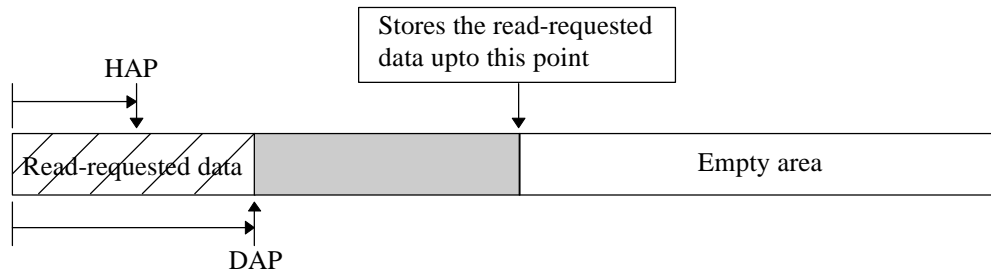 Stores the read-requested
data upto this point
HAP
Read-requested data
Empty area
DAP